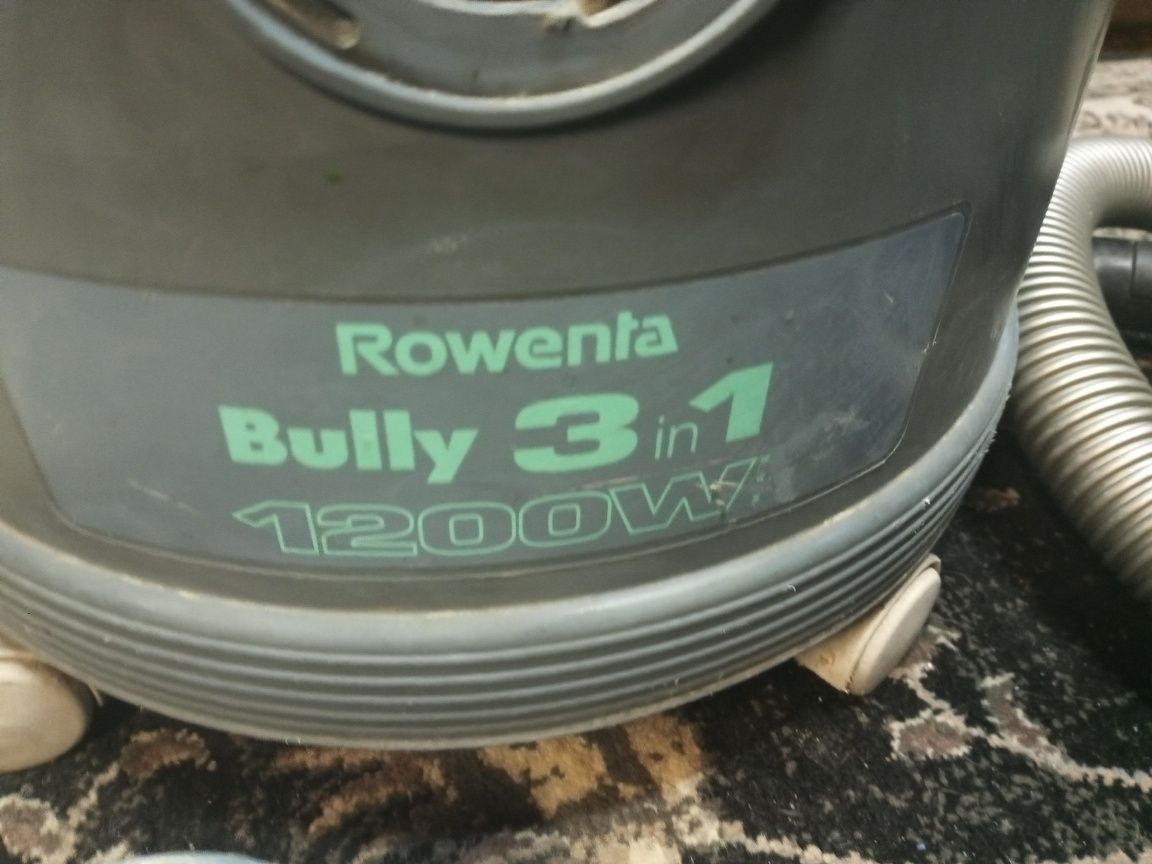 Rowenta
Bully 3 in 1
1200W